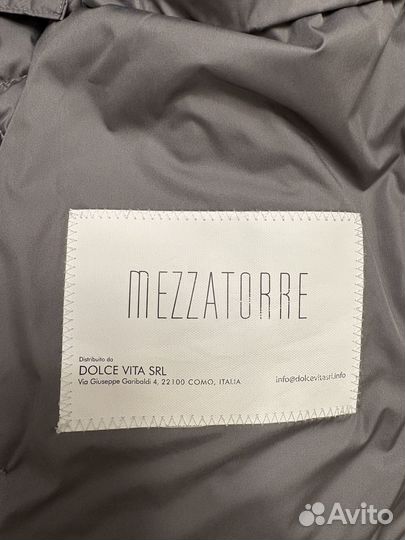 MEZZATORRE
Distribuito da
DOLCE VITA SRL
Via Giuseppe Garibaldi 4, 22100 COMO, ITALIA
info@dolcevitasrl.info
Avito